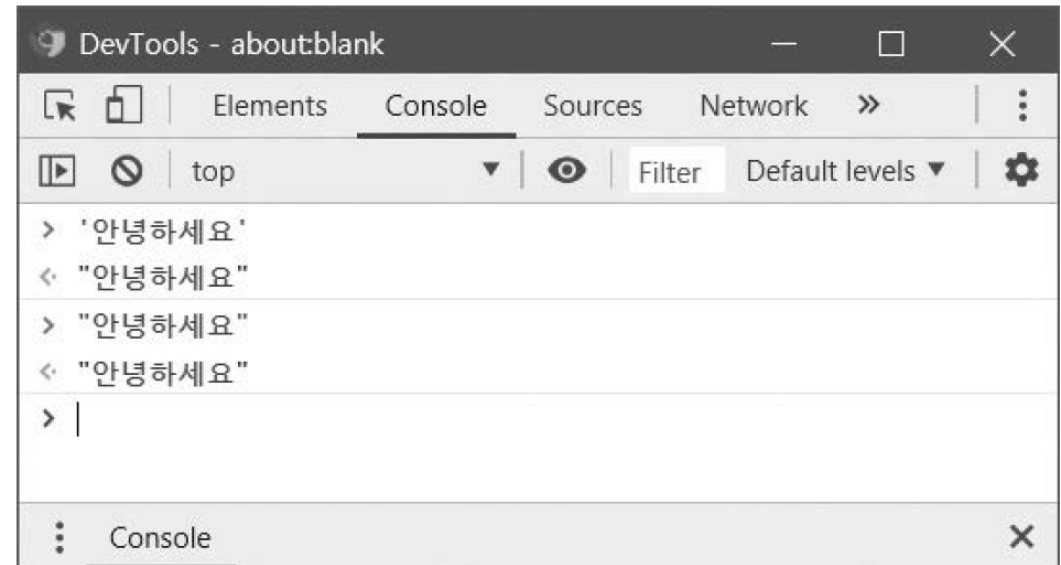 DevTools - about:blank
Elements Console Sources Network »
top Filter Default levels
> '안녕하세요'
<· "안녕하세요"
> "안녕하세요"
<· "안녕하세요"
>
Console